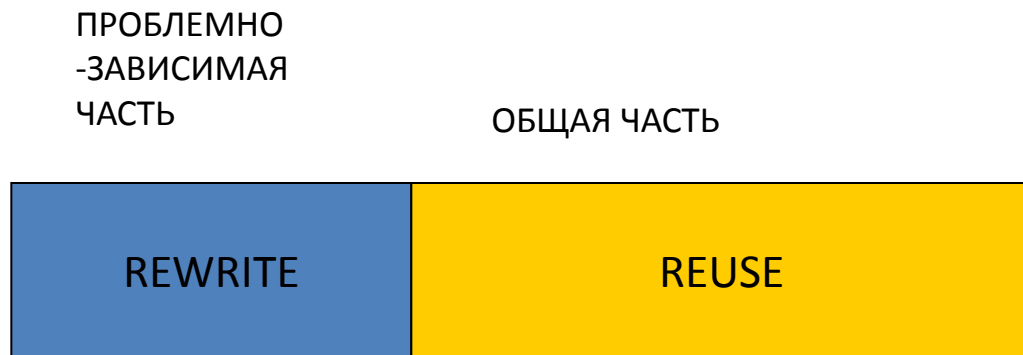 ПРОБЛЕМНО
-ЗАВИСИМАЯ
ЧАСТЬ
ОБЩАЯ ЧАСТЬ
REWRITE
REUSE